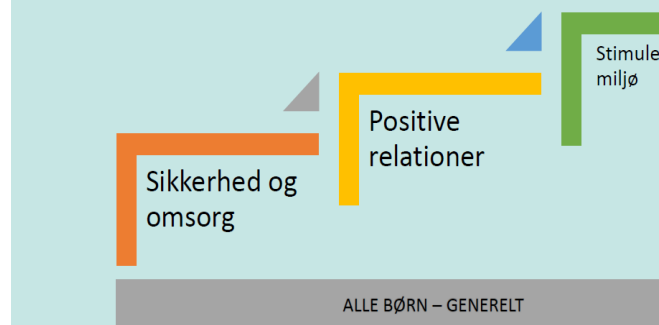 Stimule
miljø
Positive
relationer
Sikkerhed og
omsorg
ALLE BØRN – GENERELT